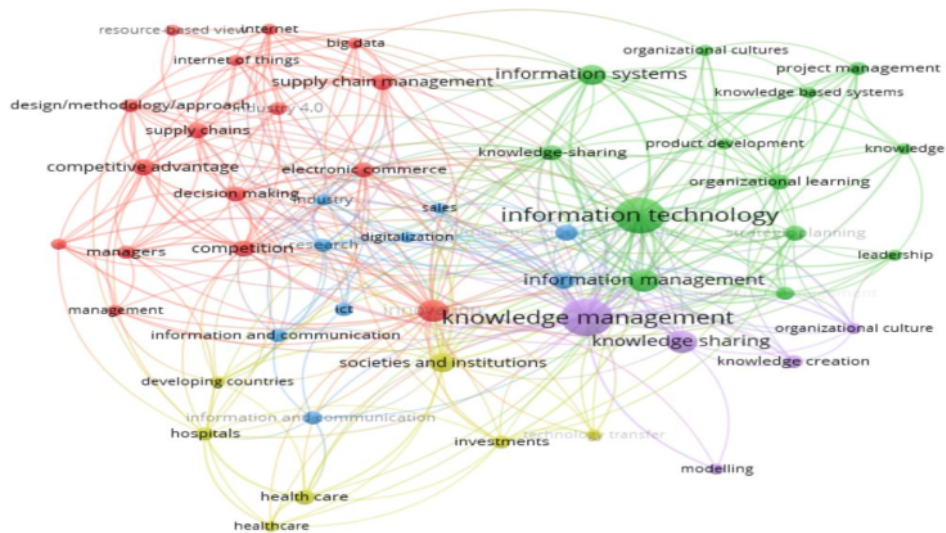 resource-based view
internet
big data
organizational cultures
internet of things
information systems
project management
supply chain management
knowledge based systems
design/methodology/approach
industry 4.0
supply chains
product development
knowledge
knowledge-sharing
competitive advantage
electronic commerce
organizational learning
decision making
industry
sales
information technology
strategic planning
digitalization
research
competition
managers
leadership
information management
management
ict
knowledge management
organizational culture
information and communication
knowledge sharing
societies and institutions
knowledge creation
developing countries
information and communication
hospitals
investments
technology transfer
modelling
health care
healthcare